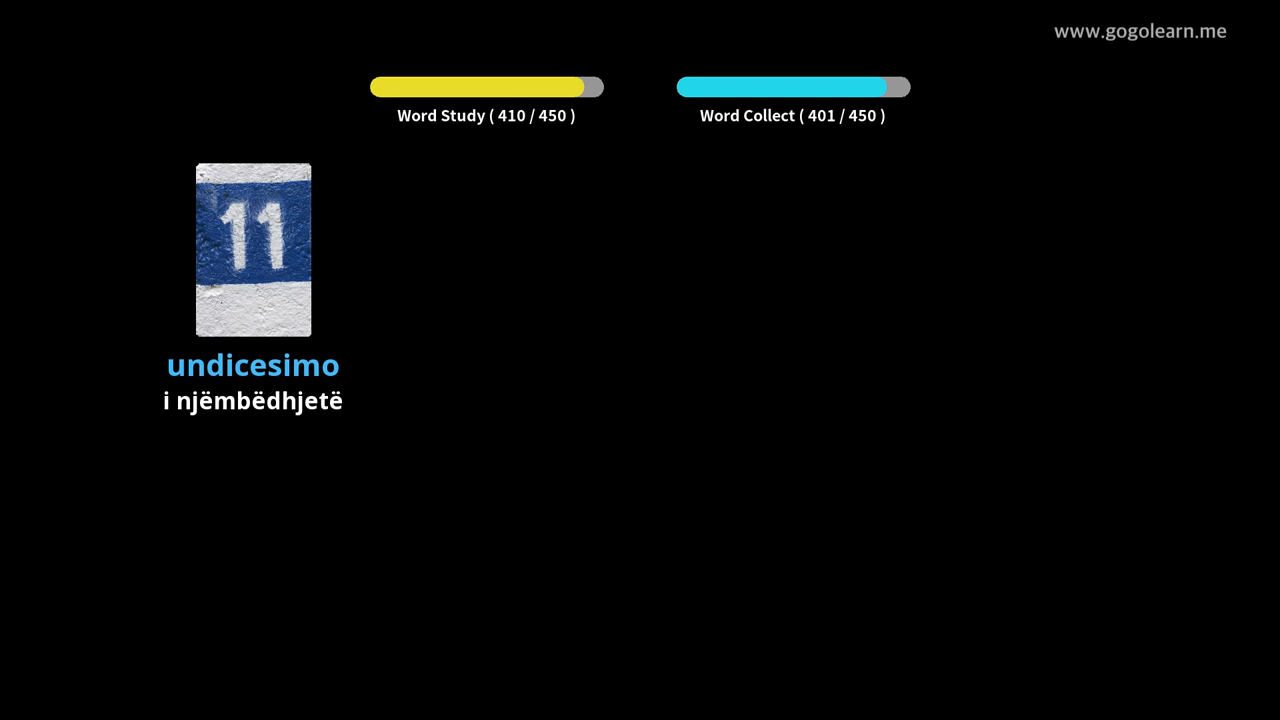 www.gogolearn.me
Word Study ( 410 / 450 )
Word Collect ( 401 / 450 )
11
undicesimo
i njëmbëdhjetë